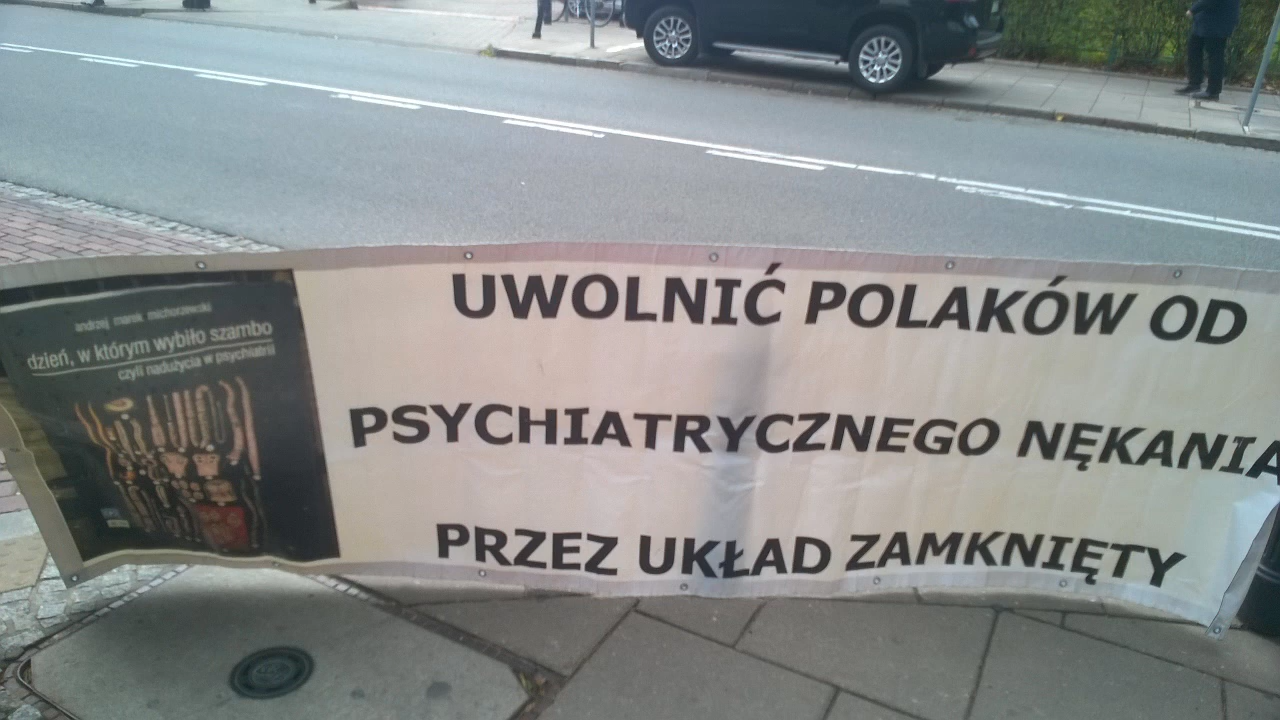 andrzej marek michorzewski
dzień, w którym wybiło szambo
czyli nadużycia w psychiatrii
UWOLNIĆ POLAKÓW OD
PSYCHIATRYCZNEGO NĘKANIA
PRZEZ UKŁAD ZAMKNIĘTY